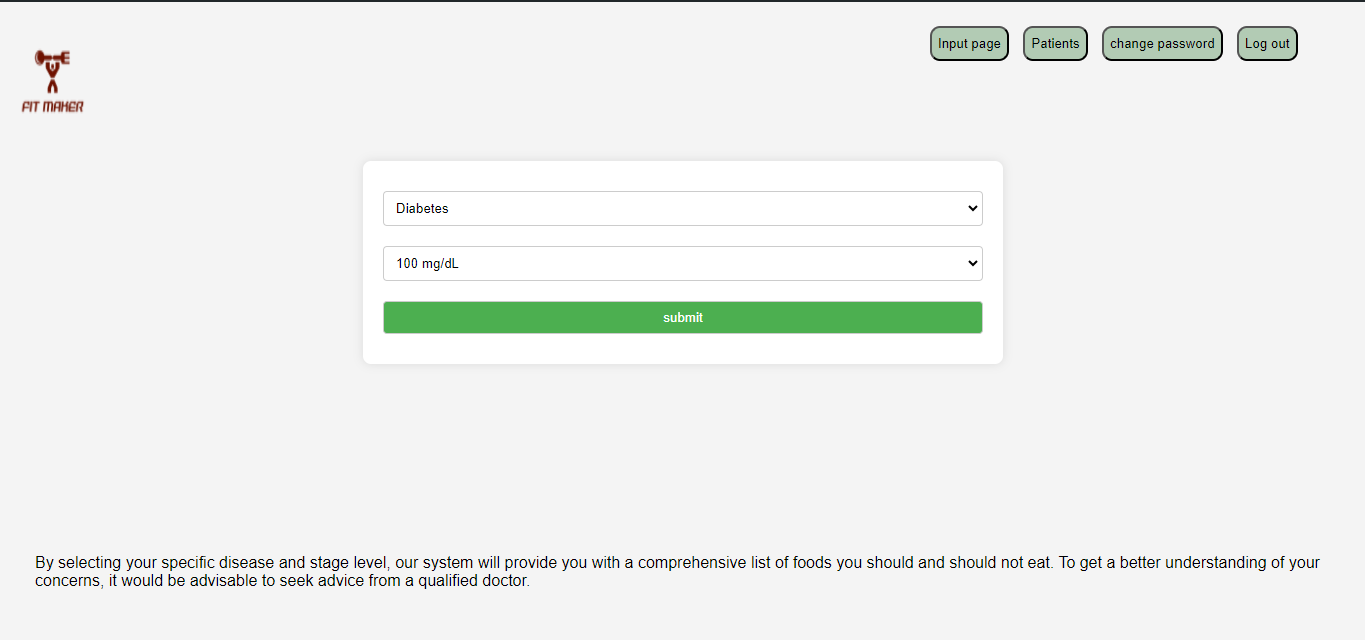 Input page
Patients
change password
Log out
FIT MAKER
Diabetes
100 mg/dL
submit
By selecting your specific disease and stage level, our system will provide you with a comprehensive list of foods you should and should not eat. To get a better understanding of your
concerns, it would be advisable to seek advice from a qualified doctor.